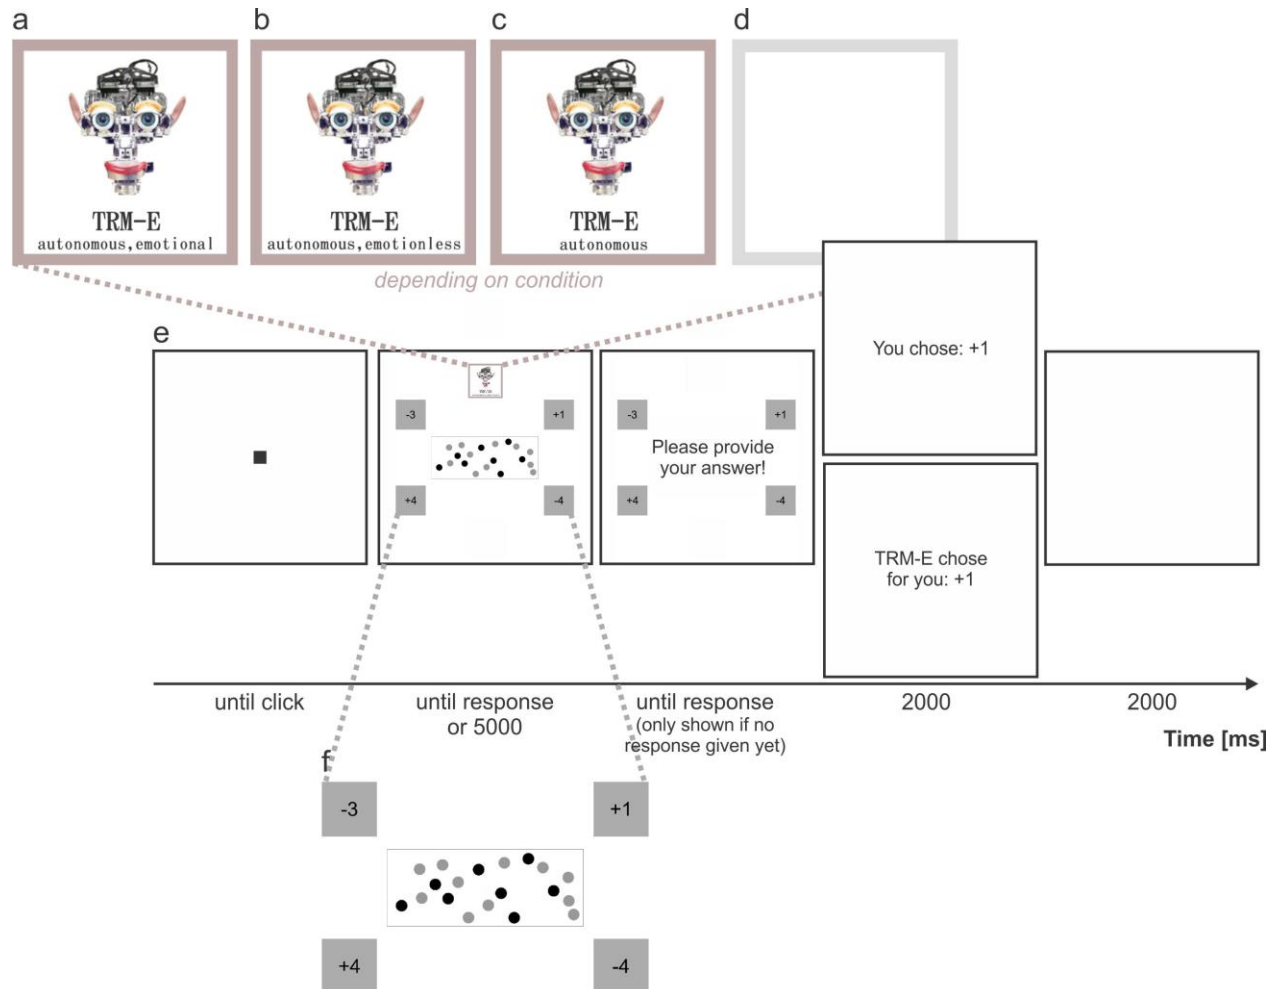 a
b
c
d
TRM-E
autonomous,emotional
TRM-E
autonomous,emotionless
TRM-E
autonomous
depending on condition
e
-3
+1
+4
-4
-3
+1
Please provide
your answer!
+4
-4
You chose: +1
TRM-E chose
for you: +1
until click
until response
or 5000
until response
(only shown if no
response given yet)
2000
2000
Time [ms]
f
-3
+1
+4
-4